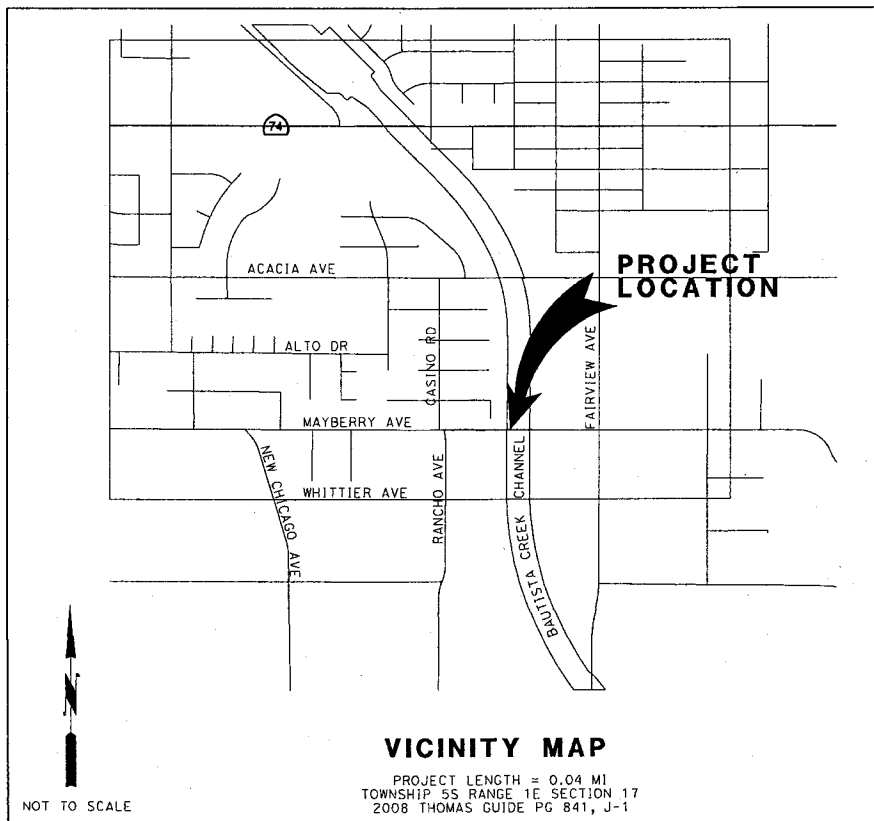 74
ACACIA AVE
PROJECT
LOCATION
ALTO DR
CASINO RD
FAIRVIEW AVE
MAYBERRY AVE
NEW CHICAGO AVE
WHITTIER AVE
RANCHO AVE
BAUTISTA CREEK CHANNEL
N
NOT TO SCALE
VICINITY MAP
PROJECT LENGTH = 0.04 MI
TOWNSHIP 5S RANGE 1E SECTION 17
2008 THOMAS GUIDE PG 841, J-1